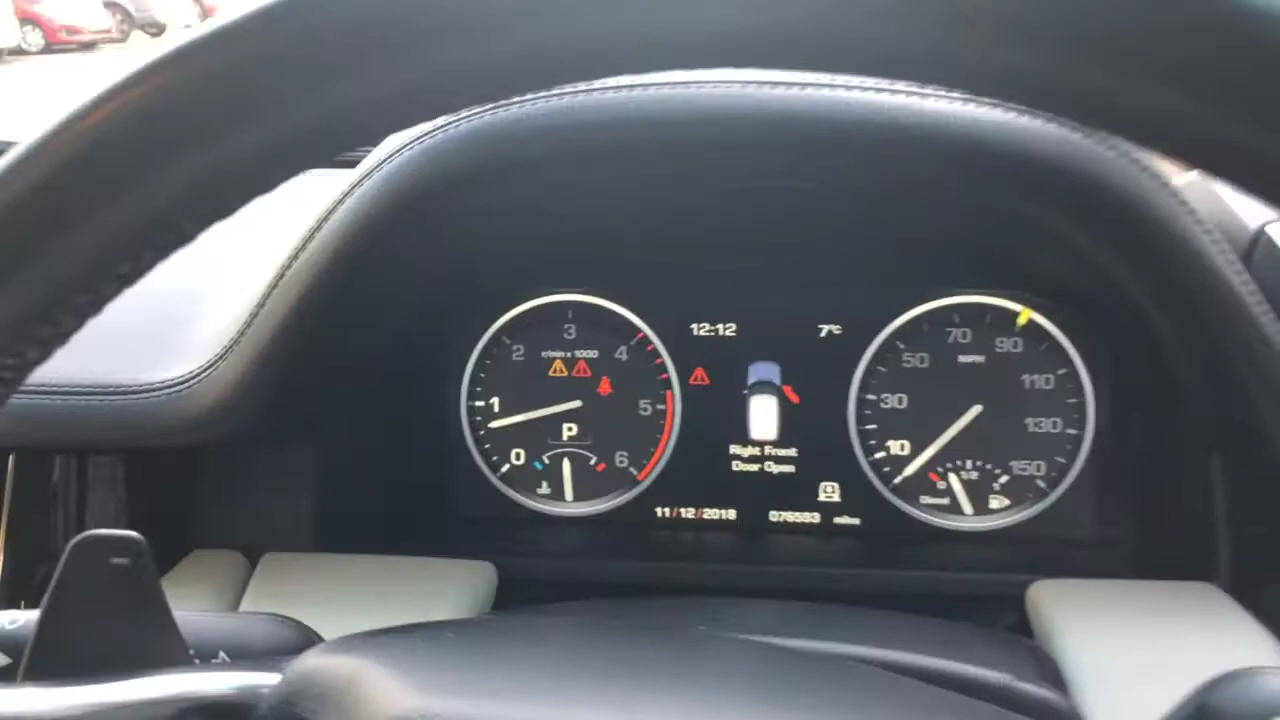 12:12
7°C
0 1 2 3 4 5 6
r/min x 1000
P
Right Front
Door Open
11/12/2018
miles
10 30 50 70 90 110 130 150
MPH
0 1/2
Diesel